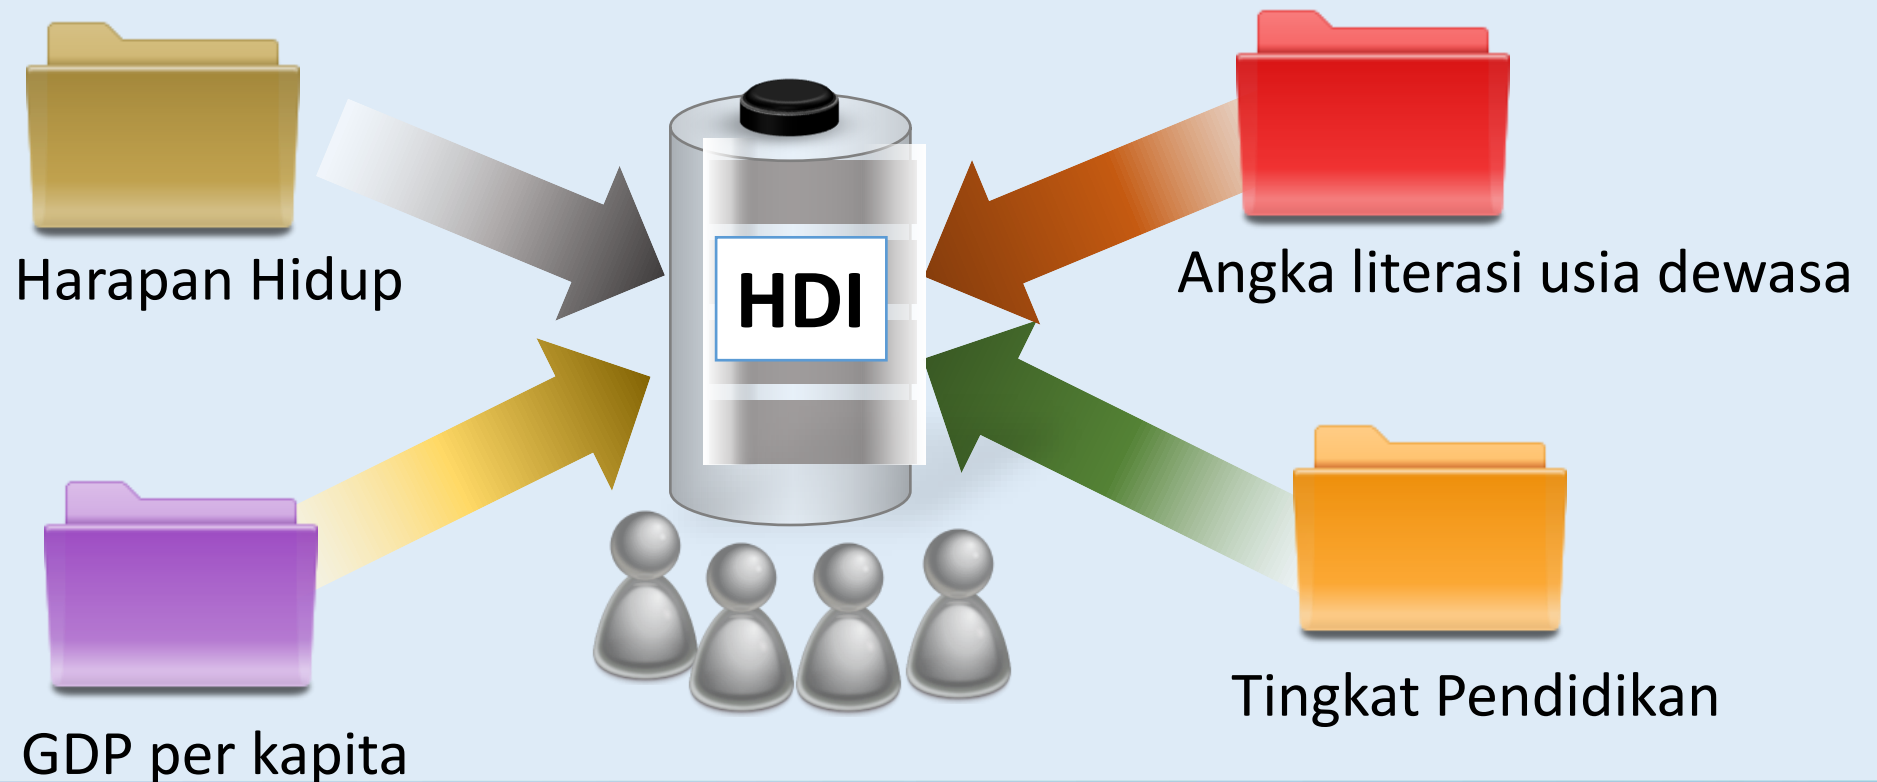 Harapan Hidup
HDI
Angka literasi usia dewasa
GDP per kapita
Tingkat Pendidikan